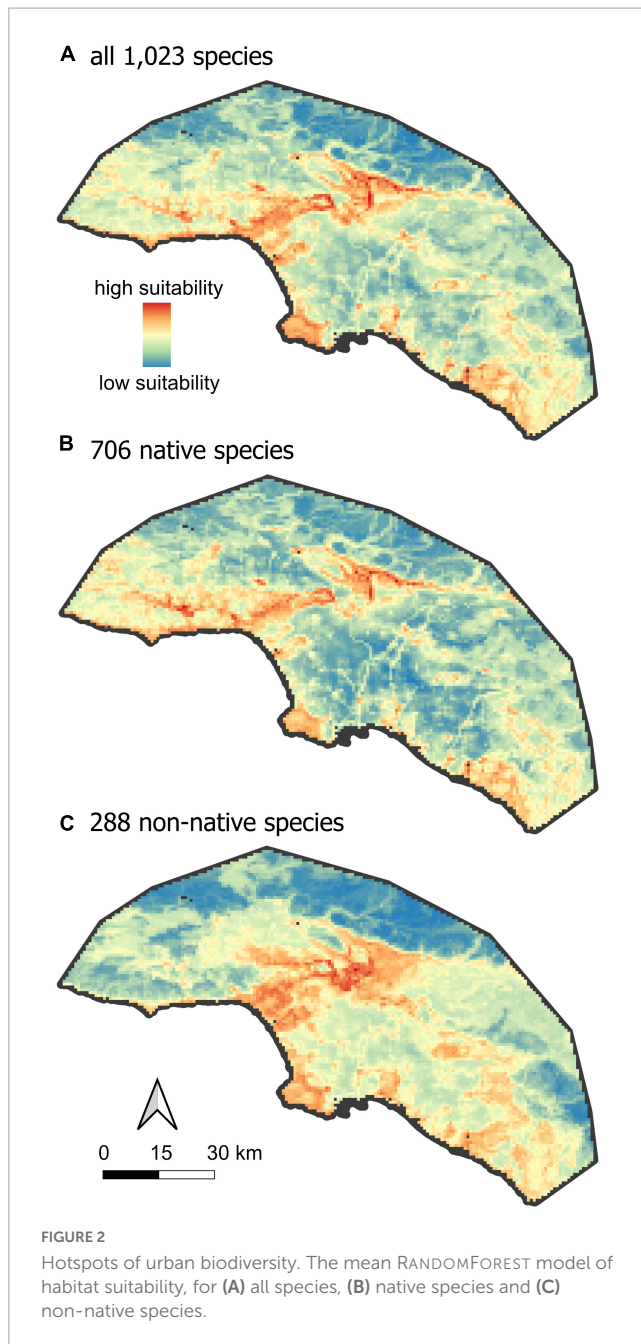 A all 1,023 species
high suitability
low suitability
B 706 native species
C 288 non-native species
0 15 30 km
FIGURE 2
Hotspots of urban biodiversity. The mean RANDOMFOREST model of
habitat suitability, for (A) all species, (B) native species and (C)
non-native species.